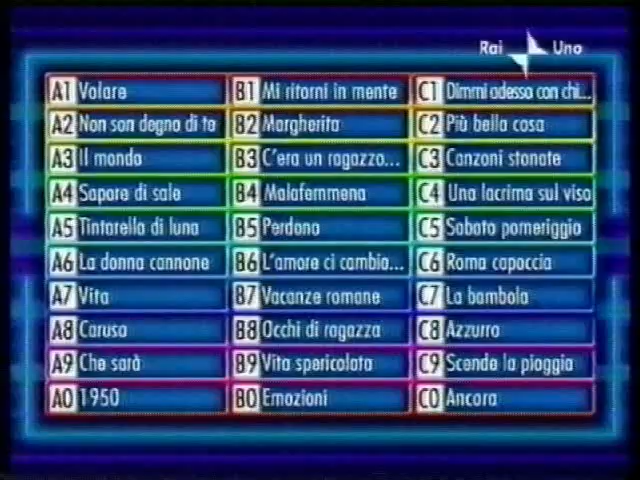 Rai Uno
A1 Volare B1 Mi ritorni in mente C1 Dimmi adesso con chi...
A2 Non son degno di te B2 Margherita C2 Più bella cosa
A3 Il mondo B3 C'era un ragazzo... C3 Canzoni stonate
A4 Sapore di sale B4 Malafemmena C4 Una lacrima sul viso
A5 Tintarella di luna B5 Perdono C5 Sabato pomeriggio
A6 La donna cannone B6 L'amore ci cambia... C6 Roma capoccia
A7 Vita B7 Vacanze romane C7 La bambola
A8 Caruso B8 Occhi di ragazza C8 Azzurro
A9 Che sarà B9 Vita spericolata C9 Scende la pioggia
A0 1950 B0 Emozioni C0 Ancora